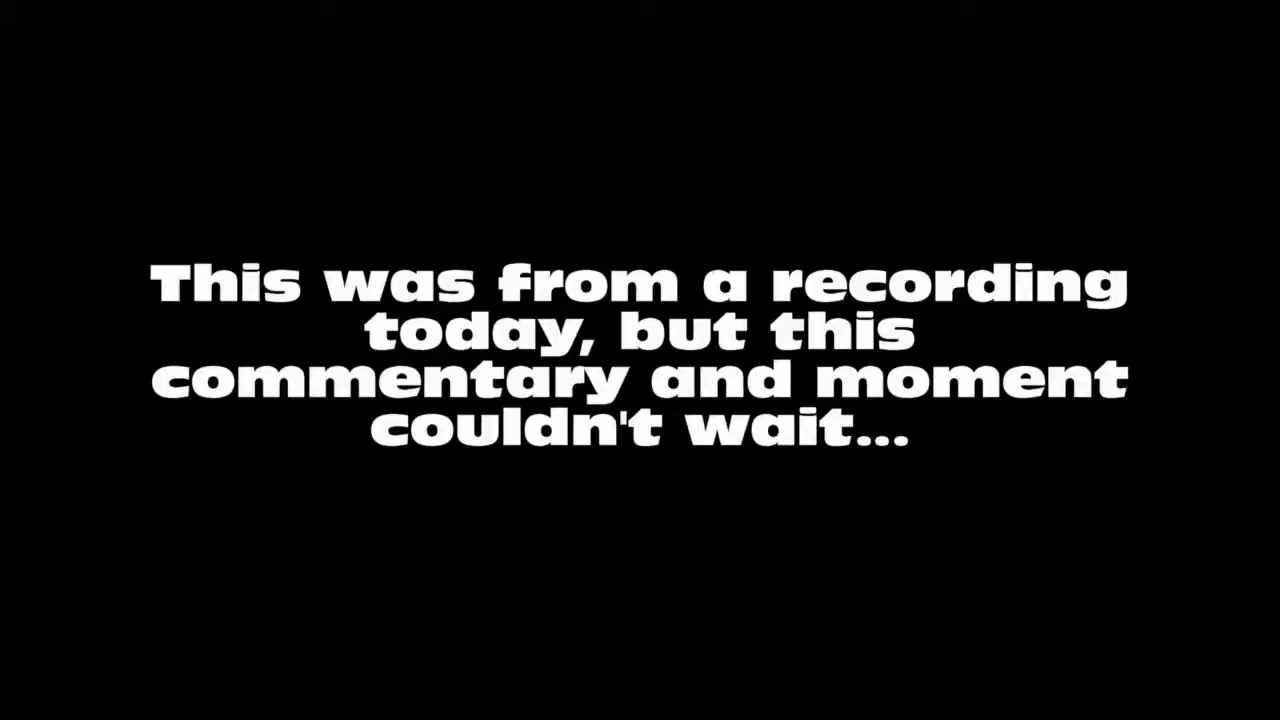 This was from a recording
today, but this
commentary and moment
couldn't wait...